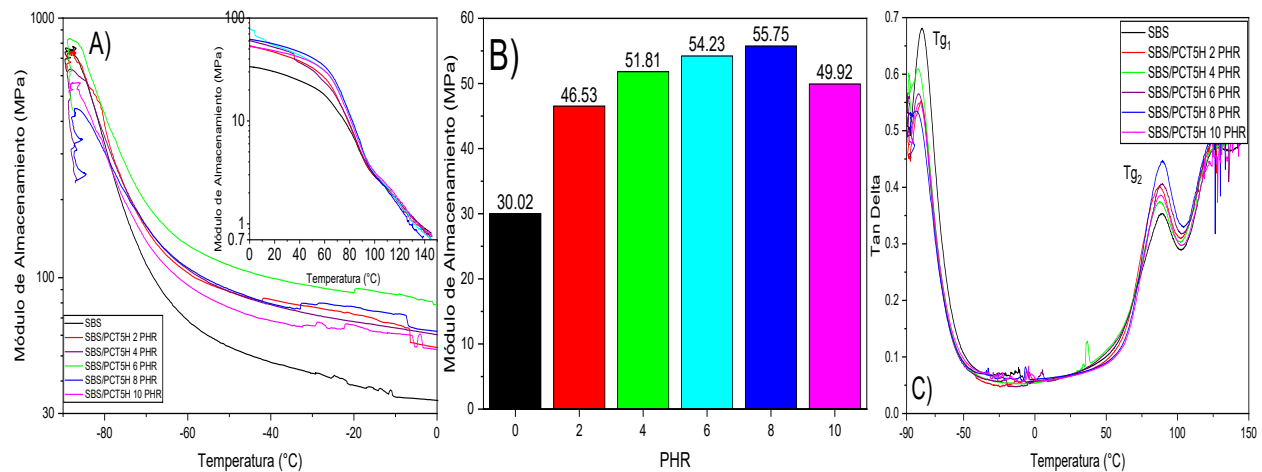 A)
Módulo de Almacenamiento (MPa)
1000
100
30
-80
-60
-40
-20
0
Temperatura (°C)
SBS
SBS/PCT5H 2 PHR
SBS/PCT5H 4 PHR
SBS/PCT5H 6 PHR
SBS/PCT5H 8 PHR
SBS/PCT5H 10 PHR
Módulo de Almacenamiento (MPa)
100
10
1
0.7
0 20 40 60 80 100 120 140
Temperatura (°C)
B)
Módulo de Almacenamiento (MPa)
60
50
40
30
20
10
0
30.02
46.53
51.81
54.23
55.75
49.92
0 2 4 6 8 10
PHR
C)
Tan Delta
0.7
0.6
0.5
0.4
0.3
0.2
0.1
0.0
Tg1
Tg2
SBS
SBS/PCT5H 2 PHR
SBS/PCT5H 4 PHR
SBS/PCT5H 6 PHR
SBS/PCT5H 8 PHR
SBS/PCT5H 10 PHR
-90 -50 -25 0 25 50 75 100 125 150
Temperatura (°C)